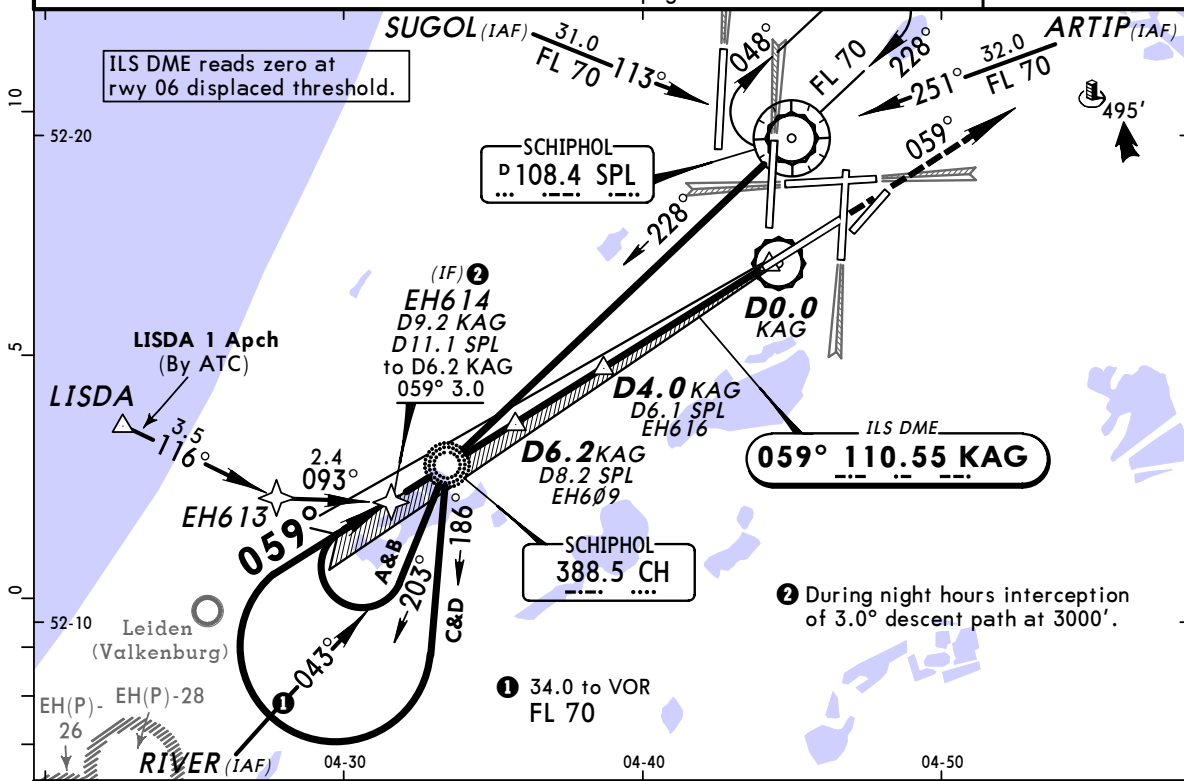 SUGOL (IAF)
31.0
FL 70
113°
048°
FL 70
228°
ARTIP (IAF)
32.0
251°
FL 70
ILS DME reads zero at
rwy 06 displaced threshold.
10
52-20
495'
059°
SCHIPHOL
D 108.4 SPL
228°
(IF) 2
EH614
D9.2 KAG
D11.1 SPL
to D6.2 KAG
059° 3.0
D0.0
KAG
5
LISDA 1 Apch
(By ATC)
LISDA
3.5
116°
2.4
093°
EH613
D4.0 KAG
D6.1 SPL
EH616
D6.2 KAG
D8.2 SPL
EH6Ø9
ILS DME
059° 110.55 KAG
059°
A&B
203°
186°
C&D
SCHIPHOL
388.5 CH
0
52-10
Leiden
(Valkenburg)
2 During night hours interception
of 3.0° descent path at 3000'.
043°
1
1 34.0 to VOR
FL 70
EH(P)-
26
EH(P)-28
RIVER (IAF)
04-30
04-40
04-50